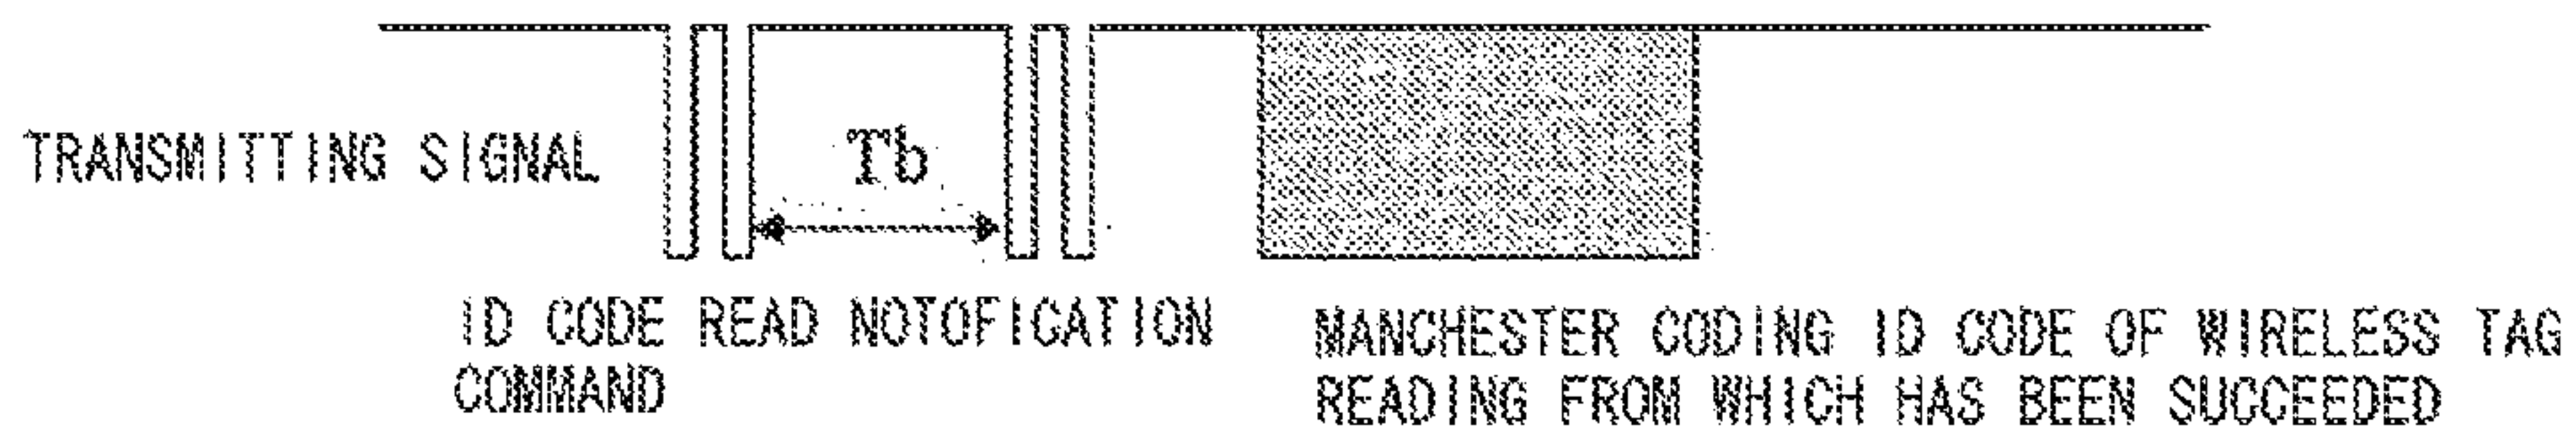 Tb
TRANSMITTING SIGNAL
ID CODE READ NOTOFICATION
COMMAND
MANCHESTER CODING ID CODE OF WIRELESS TAG
READING FROM WHICH HAS BEEN SUCCEEDED